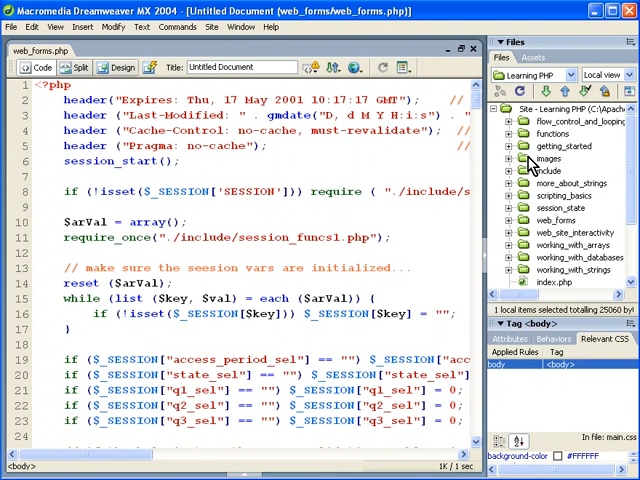 Macromedia Dreamweaver MX 2004 - [Untitled Document (web_forms/web_forms.php)]
File Edit View Insert Modify Text Commands Site Window Help
web_forms.php
Code Split Design Title: Untitled Document
1 <?php
2 header("Expires: Thu, 17 May 2001 10:17:17 GMT"); //
3 header("Last-Modified: " . gmdate("D, d M Y H:i:s") .
4 header("Cache-Control: no-cache, must-revalidate");
5 header("Pragma: no-cache"); //
6 session_start();
7
8 if (!isset($_SESSION['SESSION'])) require ( "./include/s
9
10 $arVal = array();
11 require_once("./include/session_funcs1.php");
12
13 // make sure the seesion vars are initialized...
14 reset ($arVal);
15 while (list ($key, $val) = each ($arVal)) {
16 if (!isset($_SESSION[$key])) $_SESSION[$key] = "";
17 }
18
19 if ($_SESSION["access_period_sel"] == "") $_SESSION["acc
20 if ($_SESSION["state_sel"] == "") $_SESSION["state_sel"]
21 if ($_SESSION["q1_sel"] == "") $_SESSION["q1_sel"] = 0;
22 if ($_SESSION["q2_sel"] == "") $_SESSION["q2_sel"] = 0;
23 if ($_SESSION["q3_sel"] == "") $_SESSION["q3_sel"] = 0;
24
<body> 1K / 1 sec
Files
Files Assets
Learning PHP Local view
Site - Learning PHP (C:\Apac
flow_control_and_looping
functions
getting_started
images
include
more_about_strings
scripting_basics
session_state
web_forms
web_site_interactivity
working_with_arrays
working_with_databases
working_with_strings
index.php
1 local items selected totalling 25060 by
Tag <body>
Attributes Behaviors Relevant CSS
Applied Rules Tag
body <body>
In file: main.css
background-color #FFFFFF